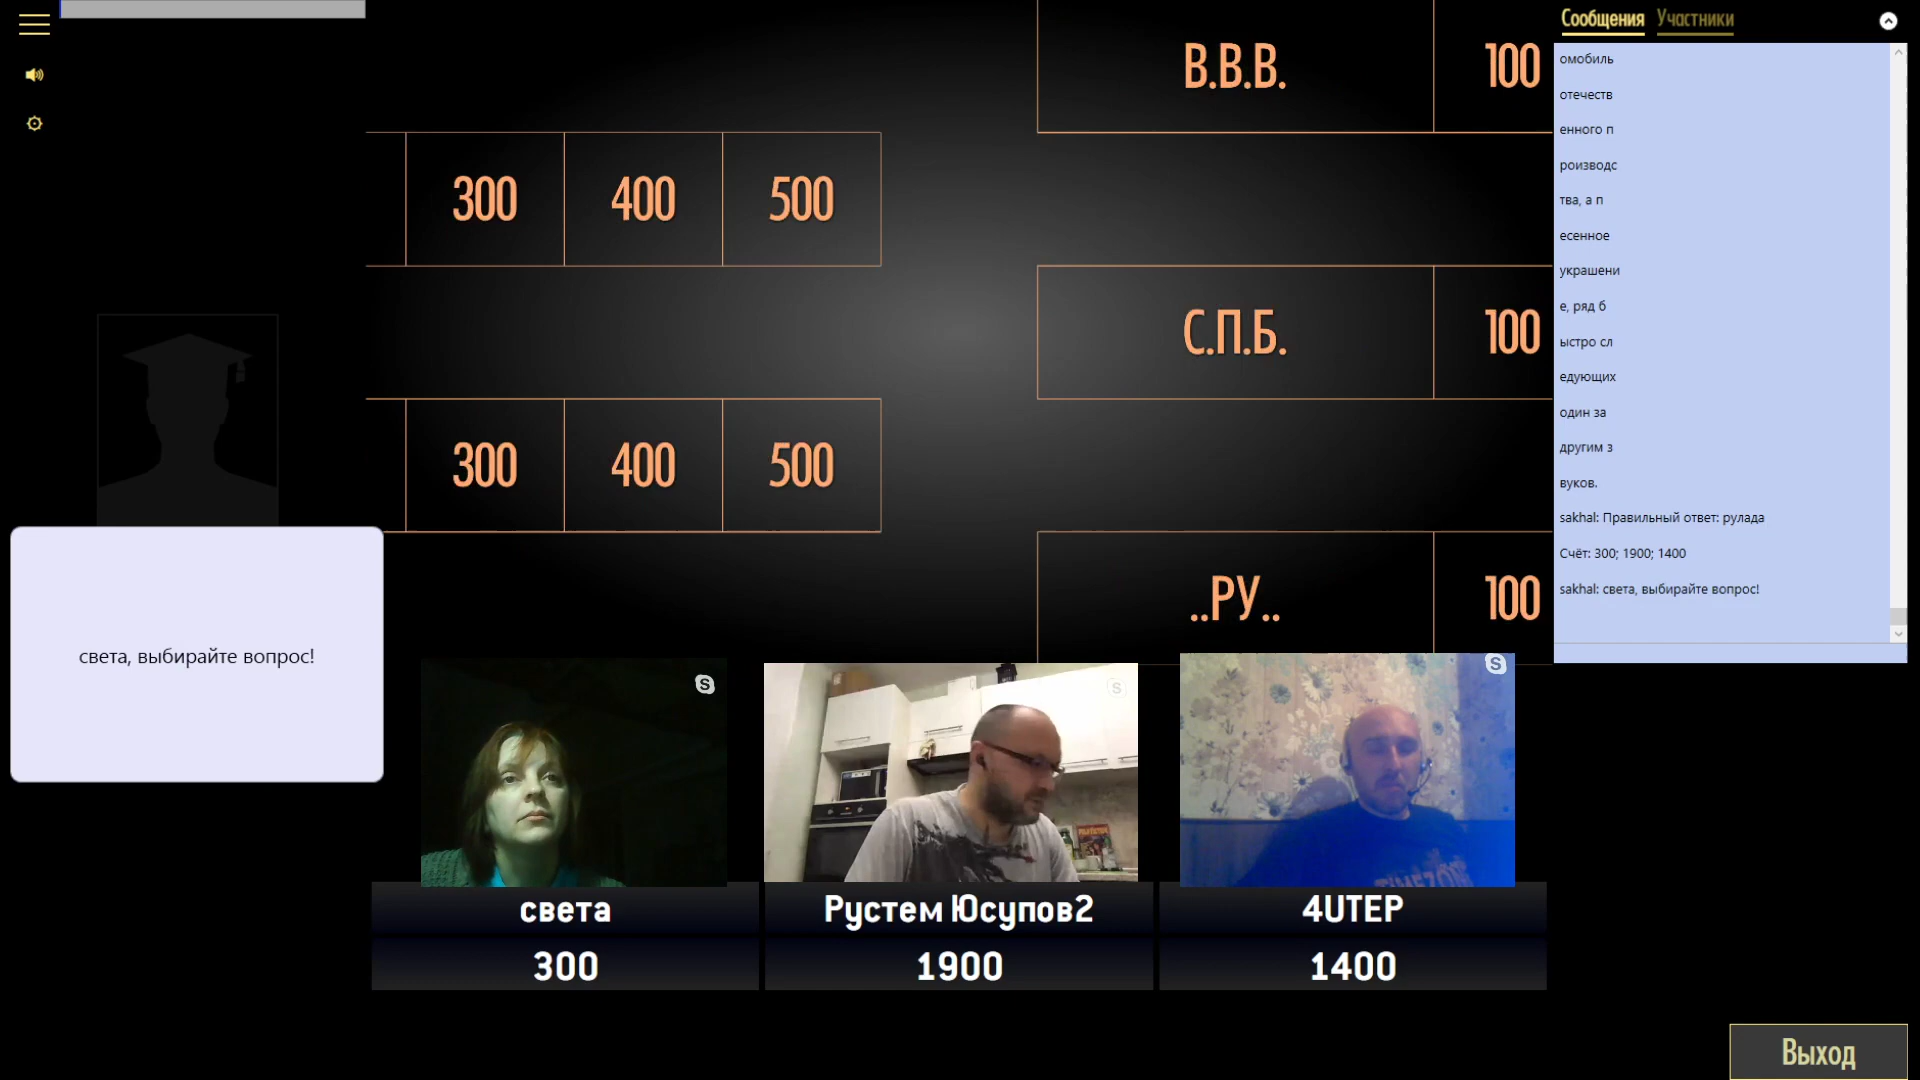 Сообщения Участники
В.В.В. 100
300 400 500
С.П.Б. 100
300 400 500
..РУ.. 100
омобиль
отечеств
енного п
роизводс
тва, а п
есенное
украшени
е, ряд б
ыстро сл
едующих
один за
другим з
вуков.
sakhal: Правильный ответ: рулада
Счёт: 300; 1900; 1400
sakhal: света, выбирайте вопрос!
света, выбирайте вопрос!
S
S
S
PULP FICTION
света
Рустем Юсупов2
4UTEP
300
1900
1400
Выход